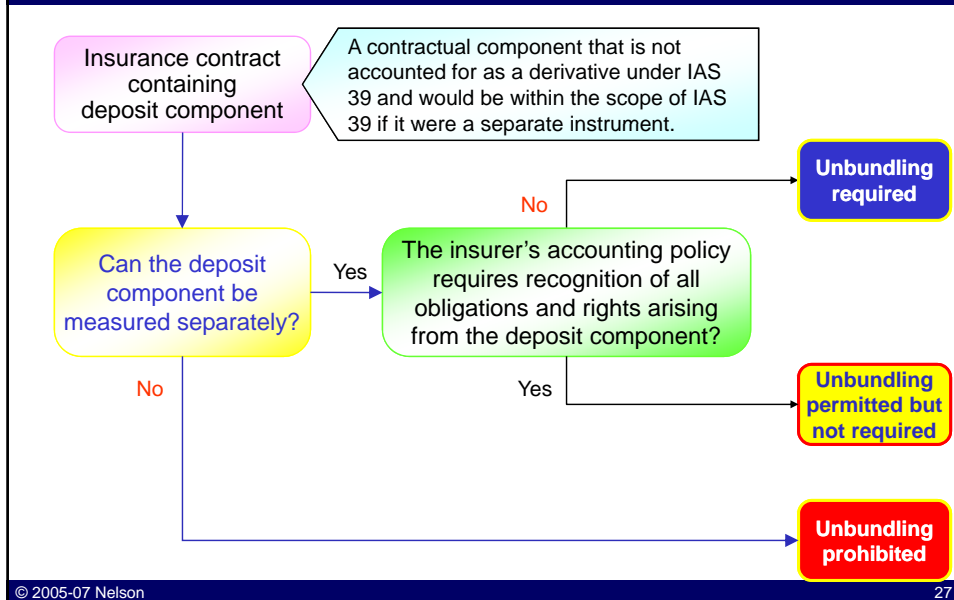 Insurance contract
containing
deposit component
A contractual component that is not
accounted for as a derivative under IAS
39 and would be within the scope of IAS
39 if it were a separate instrument.
Unbundling
required
No
Can the deposit
component be
measured separately?
Yes
The insurer's accounting policy
requires recognition of all
obligations and rights arising
from the deposit component?
No
Yes
Unbundling
permitted but
not required
Unbundling
prohibited
© 2005-07 Nelson
27